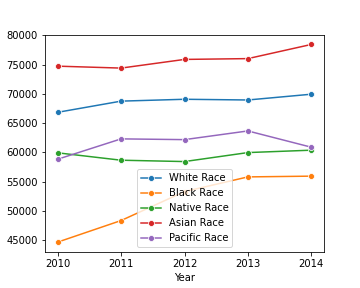 80000
75000
70000
65000
60000
55000
50000
45000
White Race
Black Race
Native Race
Asian Race
Pacific Race
2010 2011 2012 2013 2014
Year